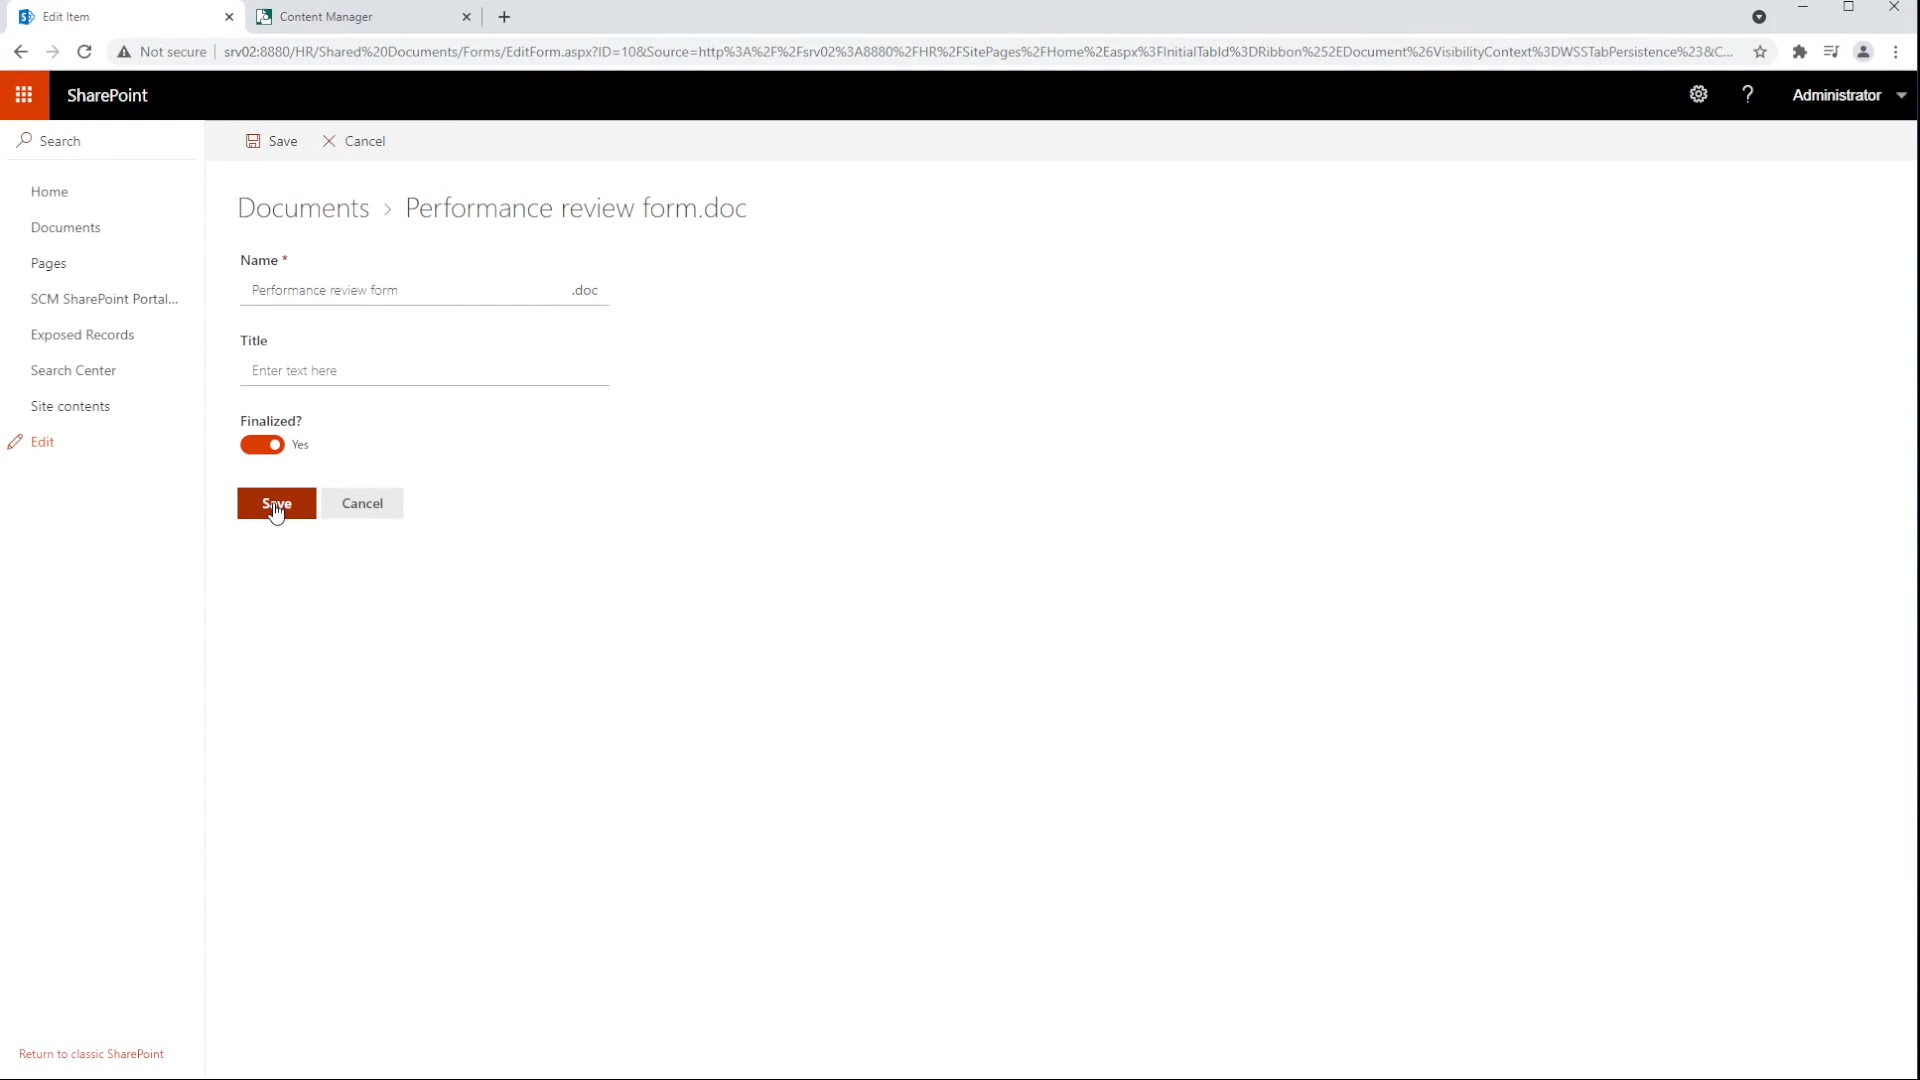 Edit Item
Content Manager
Not secure
srv02:8880/HR/Shared%20Documents/Forms/EditForm.aspx?ID=10&Source=http%3A%2F%2Fsrv02%3A8880%2FHR%2FSitePages%2FHome%2Easpx%3FInitialTabId%3DRibbon%252EDocument%26VisibilityContext%3DWSSTabPersistence%23&C...
SharePoint
Administrator
Search
Save
Cancel
Home
Documents
Pages
SCM SharePoint Portal...
Exposed Records
Search Center
Site contents
Edit
Documents > Performance review form.doc
Name *
Performance review form .doc
Title
Enter text here
Finalized?
Yes
Save
Cancel
Return to classic SharePoint